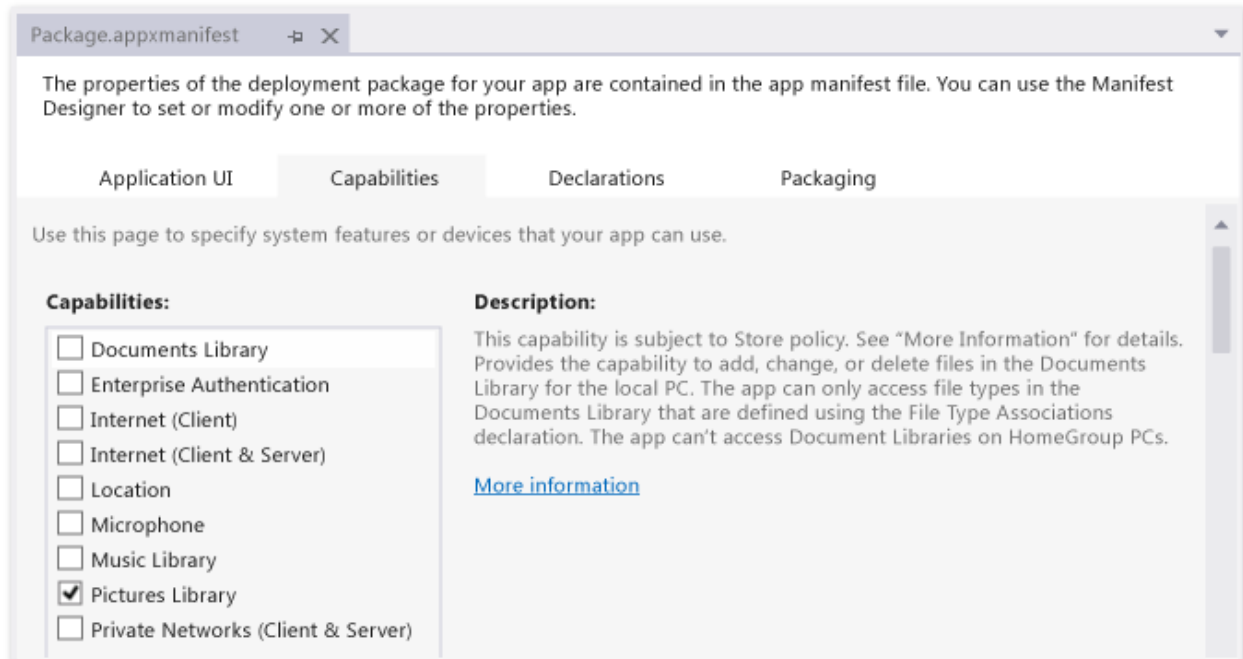 Package.appxmanifest
The properties of the deployment package for your app are contained in the app manifest file. You can use the Manifest
Designer to set or modify one or more of the properties.
Application UI Capabilities Declarations Packaging
Use this page to specify system features or devices that your app can use.
Capabilities:
Documents Library
Enterprise Authentication
Internet (Client)
Internet (Client & Server)
Location
Microphone
Music Library
Pictures Library
Private Networks (Client & Server)
Description:
This capability is subject to Store policy. See “More Information” for details.
Provides the capability to add, change, or delete files in the Documents
Library for the local PC. The app can only access file types in the
Documents Library that are defined using the File Type Associations
declaration. The app can’t access Document Libraries on HomeGroup PCs.
More information